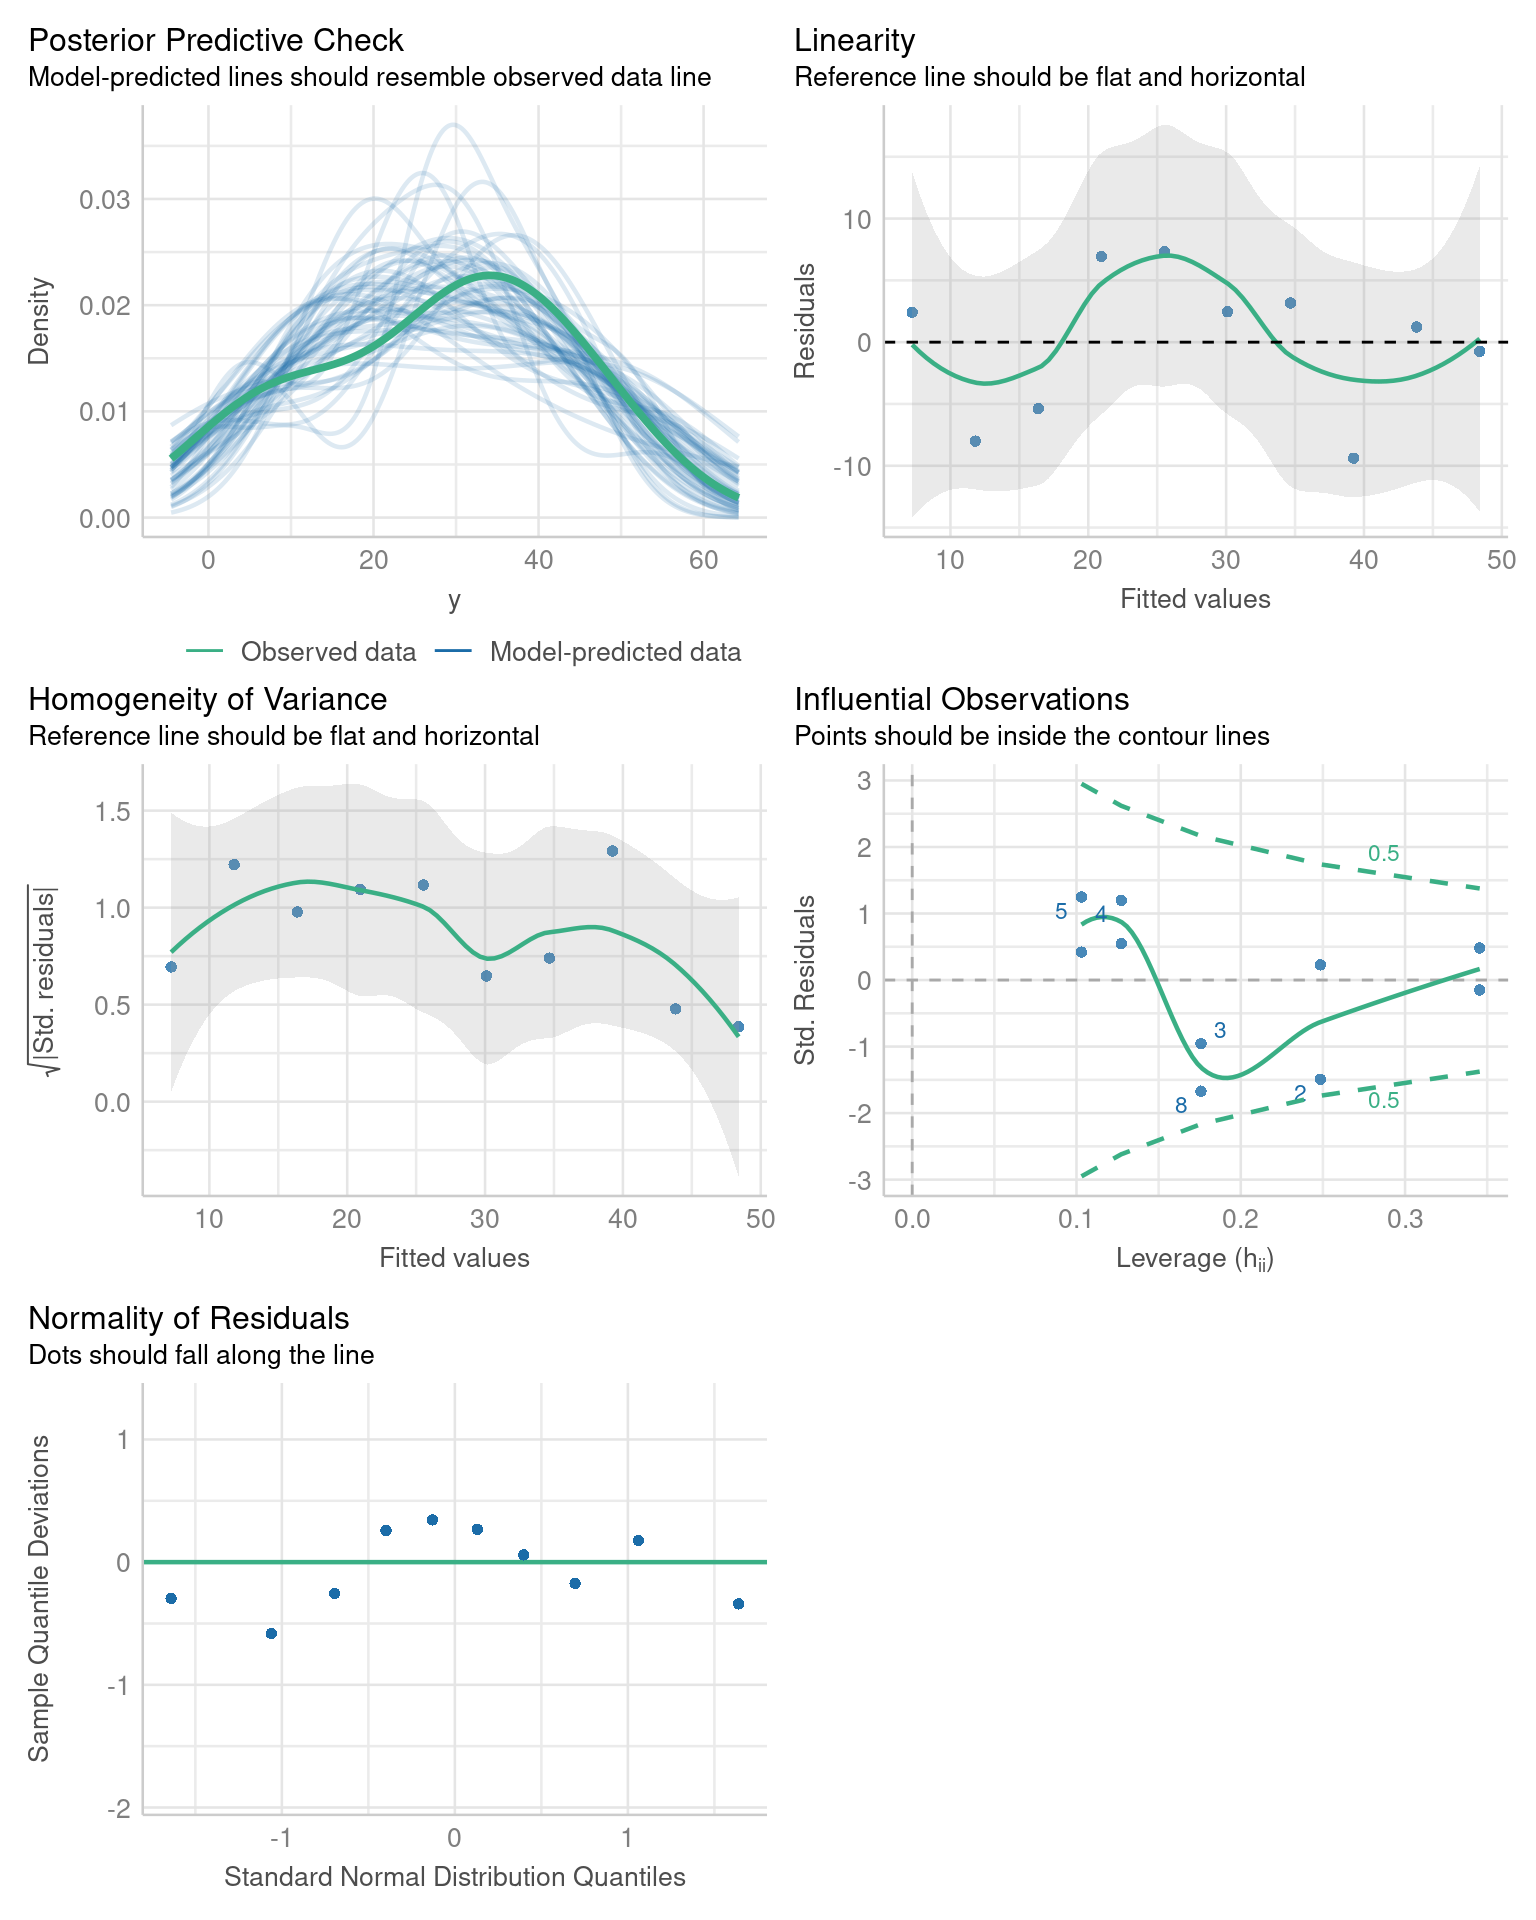 Posterior Predictive Check
Model-predicted lines should resemble observed data line
Density
0.03
0.02
0.01
0.00
0 20 40 60
y
Observed data Model-predicted data
Linearity
Reference line should be flat and horizontal
Residuals
10
0
-10
10 20 30 40 50
Fitted values
Homogeneity of Variance
Reference line should be flat and horizontal
√|Std. residuals|
1.5
1.0
0.5
0.0
10 20 30 40 50
Fitted values
Influential Observations
Points should be inside the contour lines
Std. Residuals
3
2
1
0
-1
-2
-3
0.5
5
4
3
2
8
0.5
0.0 0.1 0.2 0.3
Leverage (hii)
Normality of Residuals
Dots should fall along the line
Sample Quantile Deviations
1
0
-1
-2
-1 0 1
Standard Normal Distribution Quantiles